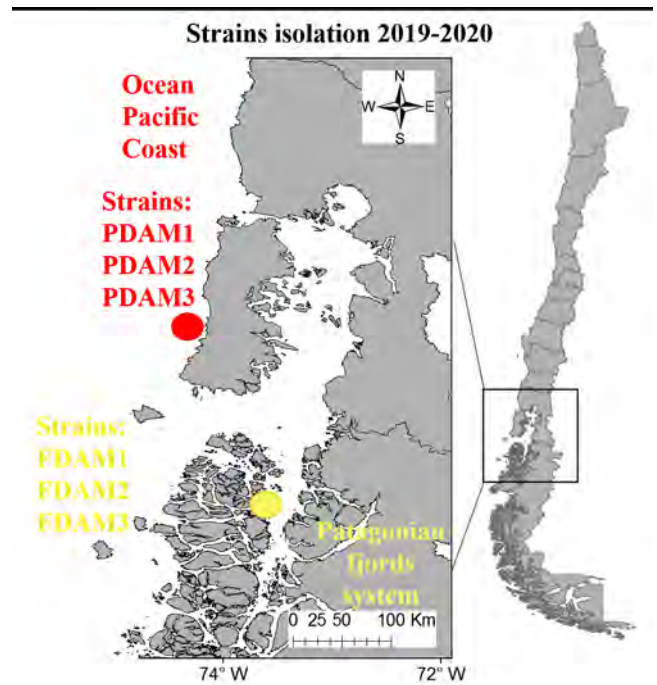 Strains isolation 2019-2020
Ocean
Pacific
Coast
N
W E
S
Strains:
PDAM1
PDAM2
PDAM3
Strains:
FDAM1
FDAM2
FDAM3
Patagonian
fjords
system
0 25 50 100 Km
74° W 72° W